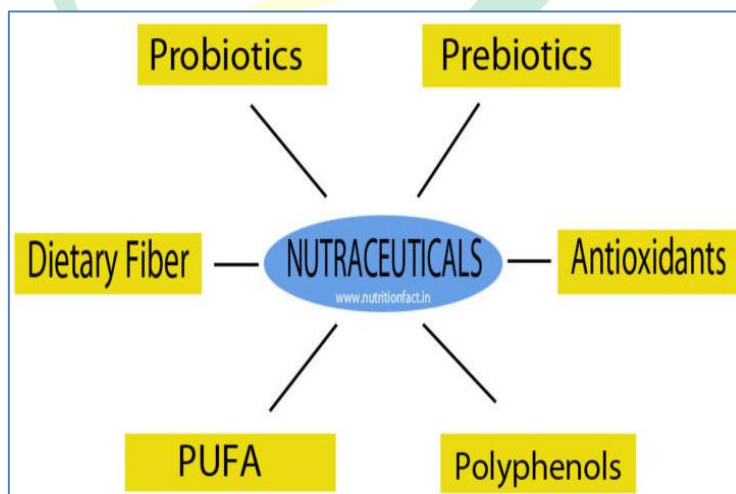 Probiotics
Prebiotics
Dietary Fiber
NUTRACEUTICALS
www.nutritionfact.in
Antioxidants
PUFA
Polyphenols